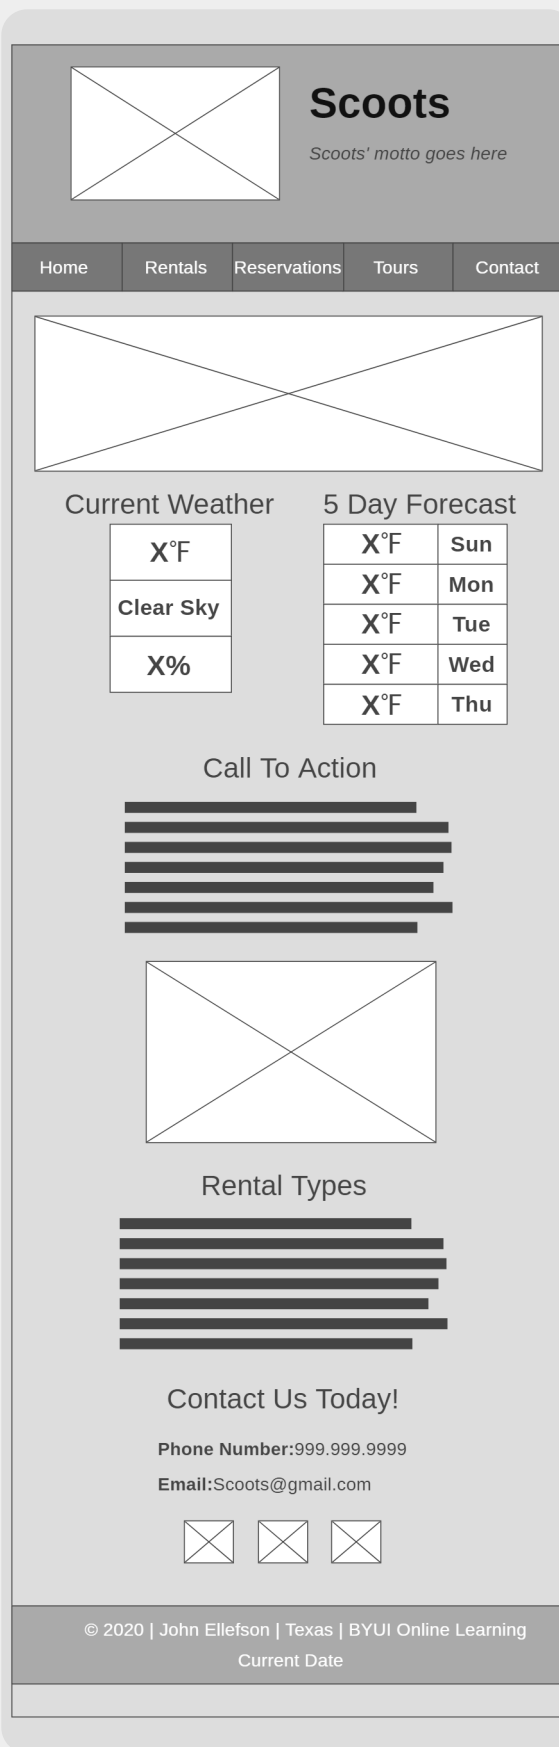 Scoots
Scoots' motto goes here
Home Rentals Reservations Tours Contact
Current Weather
X°F
Clear Sky
X%
5 Day Forecast
X°F Sun
X°F Mon
X°F Tue
X°F Wed
X°F Thu
Call To Action
Rental Types
Contact Us Today!
Phone Number:999.999.9999
Email:Scoots@gmail.com
© 2020 | John Ellefson | Texas | BYUI Online Learning
Current Date